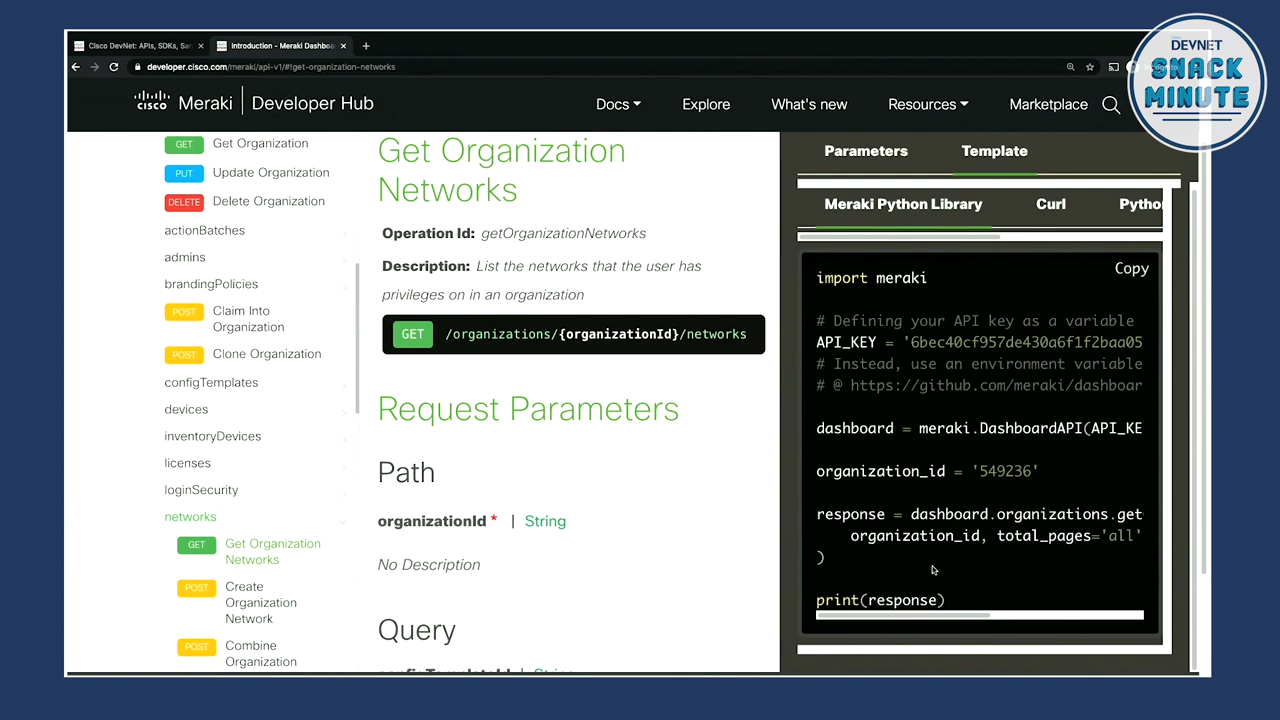 Cisco DevNet: APIs, SDKs, Sa
Introduction - Meraki Dashboa
developer.cisco.com/meraki/api-v1/#!get-organization-networks
DEVNET
SNACK
MINUTE
CISCO Meraki Developer Hub
Docs
Explore
What's new
Resources
Marketplace
GET Get Organization
PUT Update Organization
DELETE Delete Organization
actionBatches
admins
brandingPolicies
POST Claim Into
Organization
POST Clone Organization
configTemplates
devices
inventoryDevices
licenses
loginSecurity
networks
GET Get Organization
Networks
POST Create
Organization
Network
POST Combine
Organization
Get Organization
Networks
Operation Id: getOrganizationNetworks
Description: List the networks that the user has
privileges on in an organization
GET /organizations/{organizationId}/networks
Request Parameters
Path
organizationId * | String
No Description
Query
Parameters
Template
Meraki Python Library
Curl
Pytho
Copy
import meraki
# Defining your API key as a variable
API_KEY = '6bec40cf957de430a6f1f2baa05
# Instead, use an environment variable
# @ https://github.com/meraki/dashboar
dashboard = meraki.DashboardAPI(API_KE
organization_id = '549236'
response = dashboard.organizations.get
organization_id, total_pages='all'
)
print(response)